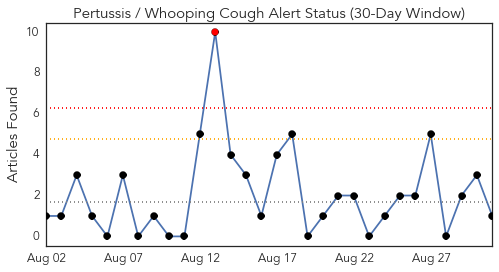 Pertussis / Whooping Cough Alert Status (30-Day Window)
Articles Found
10
8
6
4
2
0
Aug 02 Aug 07 Aug 12 Aug 17 Aug 22 Aug 27